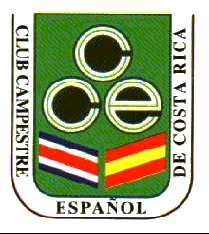 CLUB CAMPESTRE
C
C e
ESPAÑOL
DE COSTA RICA